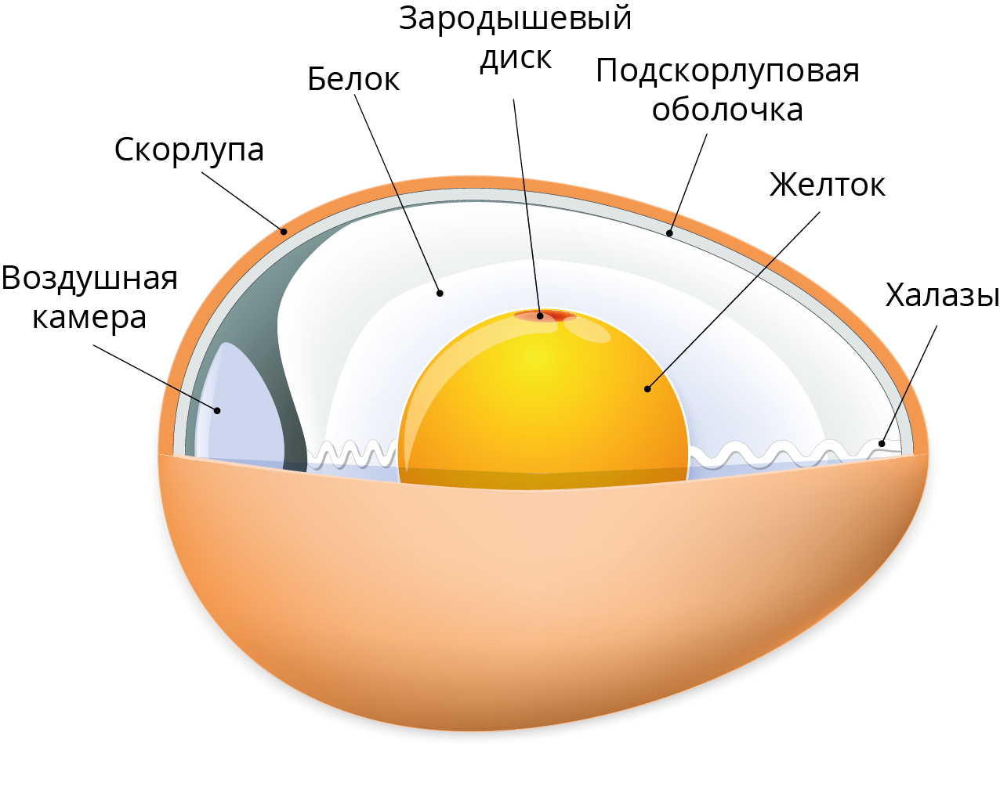 Зародышевый
диск
Белок
Подскорлуповая
оболочка
Скорлупа
Желток
Воздушная
камера
Халазы